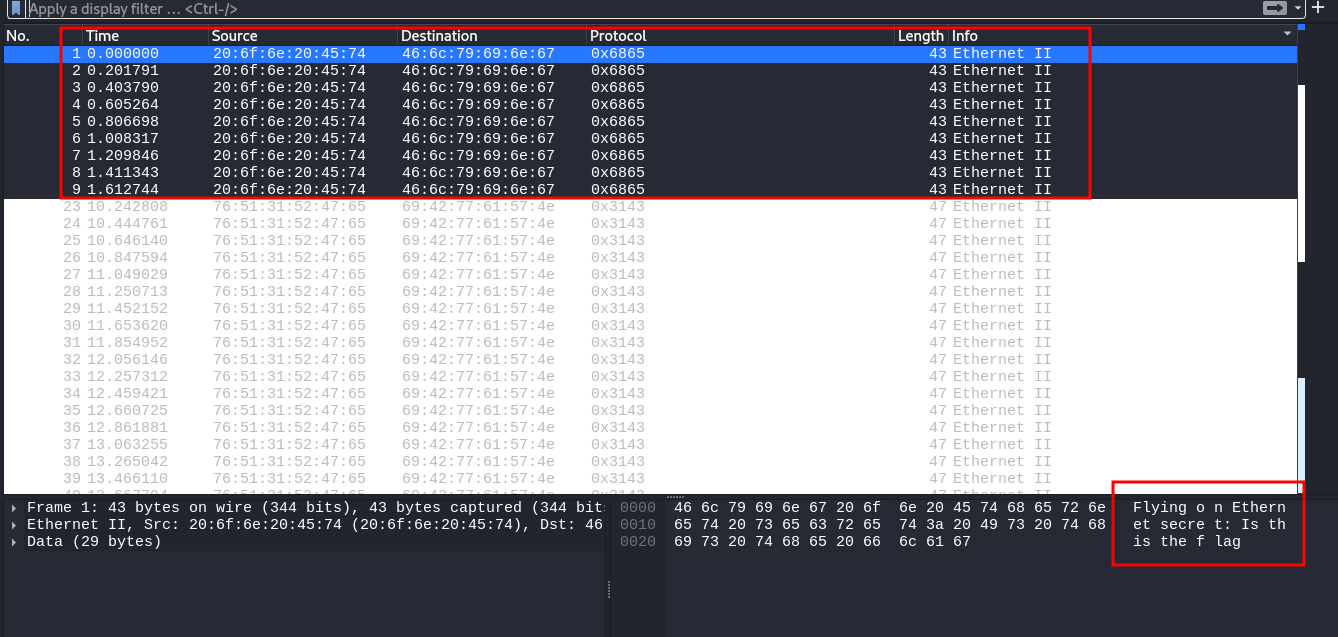 Apply a display filter … <Ctrl-/>
No. Time Source Destination Protocol Length Info
1 0.000000 20:6f:6e:20:45:74 46:6c:79:69:6e:67 0x6865 43 Ethernet II
2 0.201791 20:6f:6e:20:45:74 46:6c:79:69:6e:67 0x6865 43 Ethernet II
3 0.403790 20:6f:6e:20:45:74 46:6c:79:69:6e:67 0x6865 43 Ethernet II
4 0.605264 20:6f:6e:20:45:74 46:6c:79:69:6e:67 0x6865 43 Ethernet II
5 0.806698 20:6f:6e:20:45:74 46:6c:79:69:6e:67 0x6865 43 Ethernet II
6 1.008317 20:6f:6e:20:45:74 46:6c:79:69:6e:67 0x6865 43 Ethernet II
7 1.209846 20:6f:6e:20:45:74 46:6c:79:69:6e:67 0x6865 43 Ethernet II
8 1.411343 20:6f:6e:20:45:74 46:6c:79:69:6e:67 0x6865 43 Ethernet II
9 1.612744 20:6f:6e:20:45:74 46:6c:79:69:6e:67 0x6865 43 Ethernet II
23 10.242808 76:51:31:52:47:65 69:42:77:61:57:4e 0x3143 47 Ethernet II
24 10.444761 76:51:31:52:47:65 69:42:77:61:57:4e 0x3143 47 Ethernet II
25 10.646140 76:51:31:52:47:65 69:42:77:61:57:4e 0x3143 47 Ethernet II
26 10.847594 76:51:31:52:47:65 69:42:77:61:57:4e 0x3143 47 Ethernet II
27 11.049029 76:51:31:52:47:65 69:42:77:61:57:4e 0x3143 47 Ethernet II
28 11.250713 76:51:31:52:47:65 69:42:77:61:57:4e 0x3143 47 Ethernet II
29 11.452152 76:51:31:52:47:65 69:42:77:61:57:4e 0x3143 47 Ethernet II
30 11.653620 76:51:31:52:47:65 69:42:77:61:57:4e 0x3143 47 Ethernet II
31 11.854952 76:51:31:52:47:65 69:42:77:61:57:4e 0x3143 47 Ethernet II
32 12.056146 76:51:31:52:47:65 69:42:77:61:57:4e 0x3143 47 Ethernet II
33 12.257312 76:51:31:52:47:65 69:42:77:61:57:4e 0x3143 47 Ethernet II
34 12.459421 76:51:31:52:47:65 69:42:77:61:57:4e 0x3143 47 Ethernet II
35 12.660725 76:51:31:52:47:65 69:42:77:61:57:4e 0x3143 47 Ethernet II
36 12.861881 76:51:31:52:47:65 69:42:77:61:57:4e 0x3143 47 Ethernet II
37 13.063255 76:51:31:52:47:65 69:42:77:61:57:4e 0x3143 47 Ethernet II
38 13.265042 76:51:31:52:47:65 69:42:77:61:57:4e 0x3143 47 Ethernet II
39 13.466110 76:51:31:52:47:65 69:42:77:61:57:4e 0x3143 47 Ethernet II
Frame 1: 43 bytes on wire (344 bits), 43 bytes captured (344 bit
Ethernet II, Src: 20:6f:6e:20:45:74 (20:6f:6e:20:45:74), Dst: 46
Data (29 bytes)
0000 46 6c 79 69 6e 67 20 6f 6e 20 45 74 68 65 72 6e Flying o n Ethern
0010 65 74 20 73 65 63 72 65 74 3a 20 49 73 20 74 68 et secre t: Is th
0020 69 73 20 74 68 65 20 66 6c 61 67 is the f lag